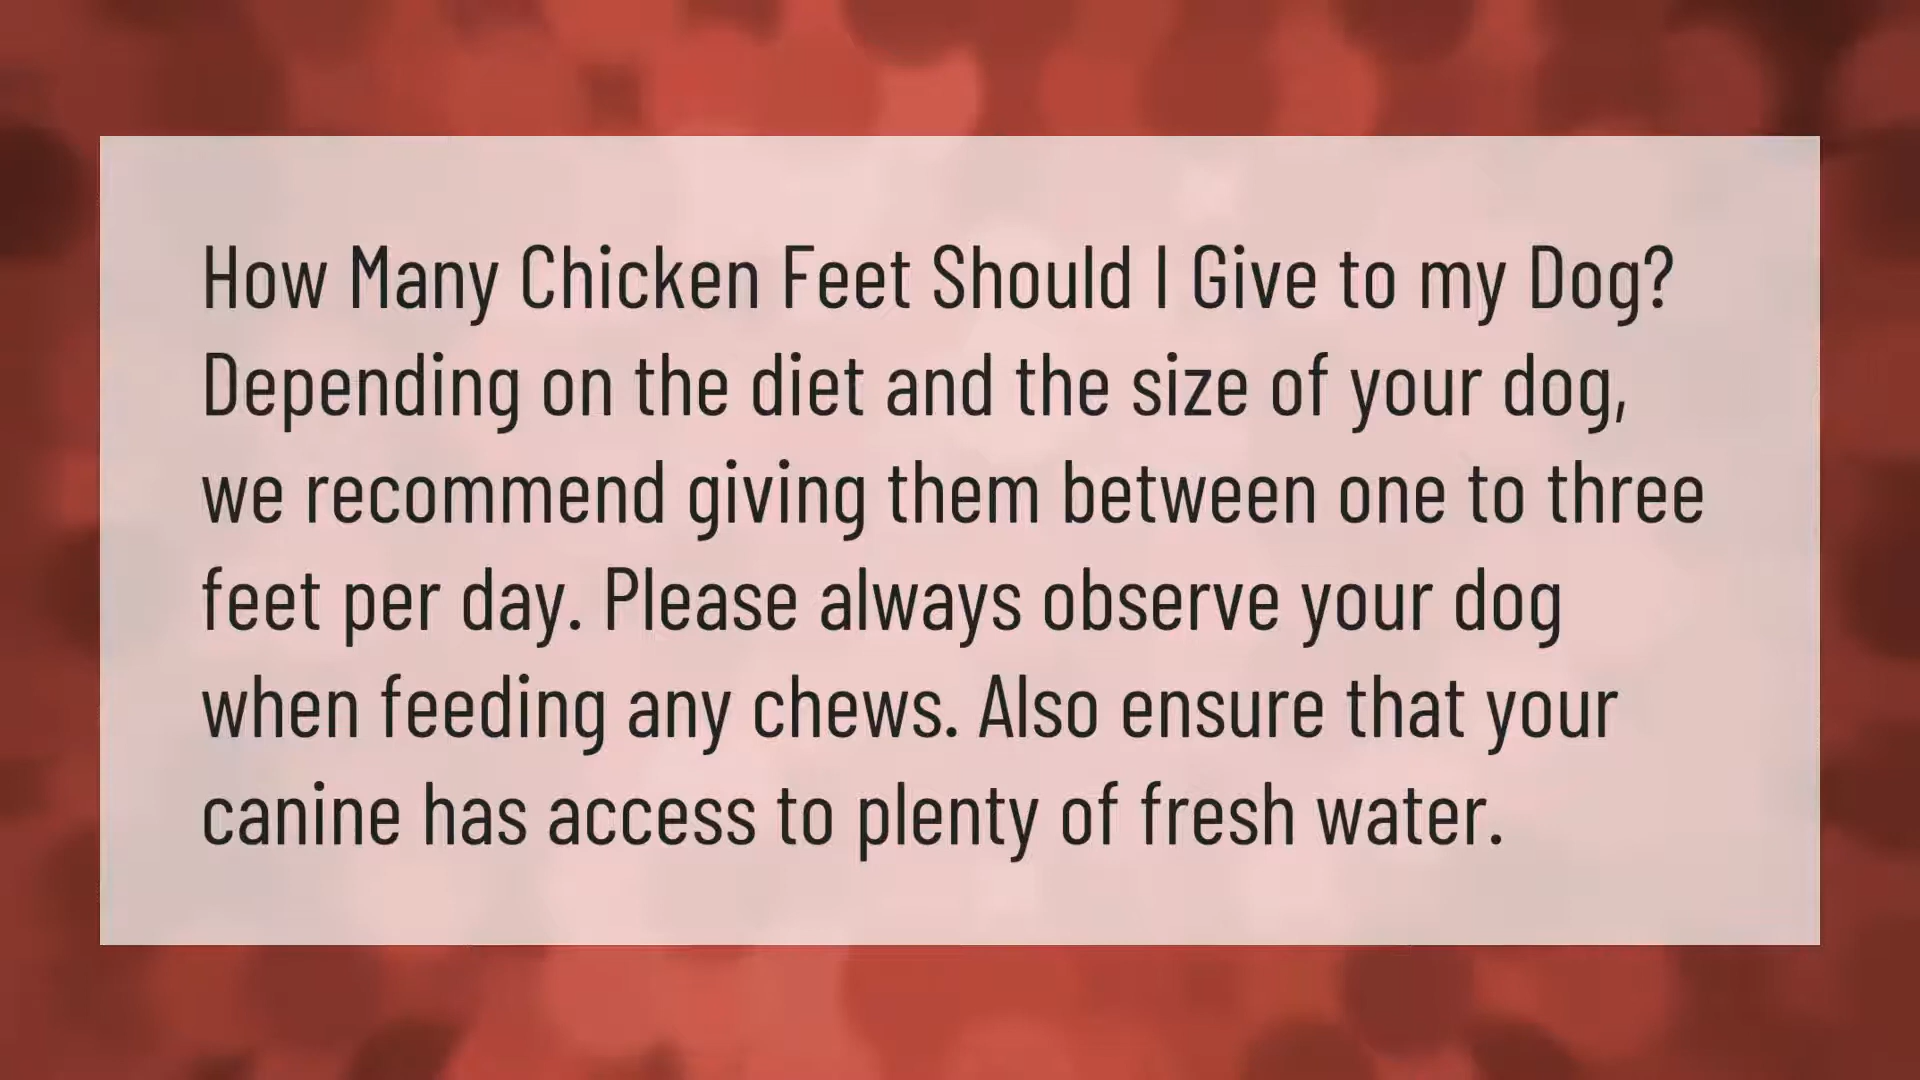 How Many Chicken Feet Should I Give to my Dog?
Depending on the diet and the size of your dog,
we recommend giving them between one to three
feet per day. Please always observe your dog
when feeding any chews. Also ensure that your
canine has access to plenty of fresh water.